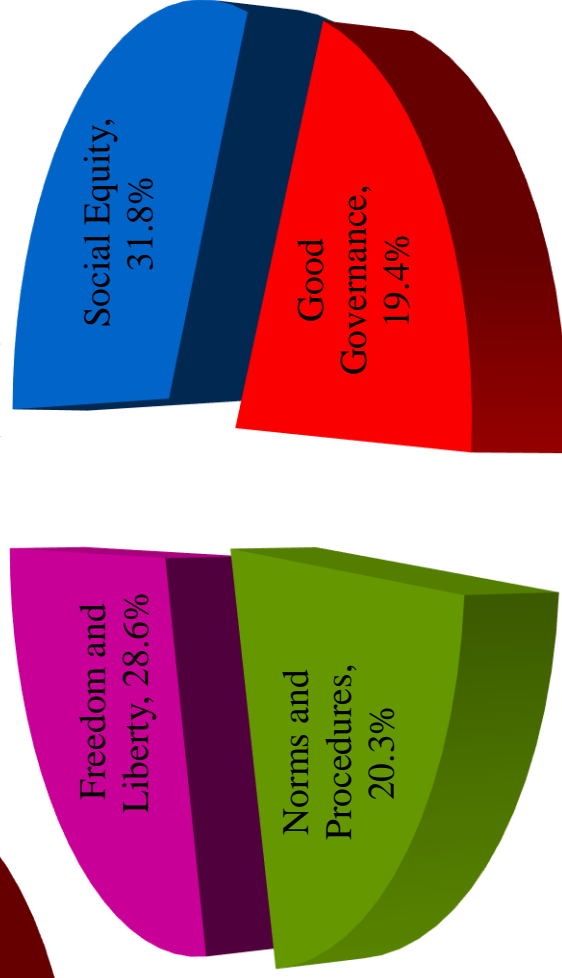 Freedom and
Liberty, 28.6%
Social Equity,
31.8%
Norms and
Procedures,
20.3%
Good
Governance,
19.4%